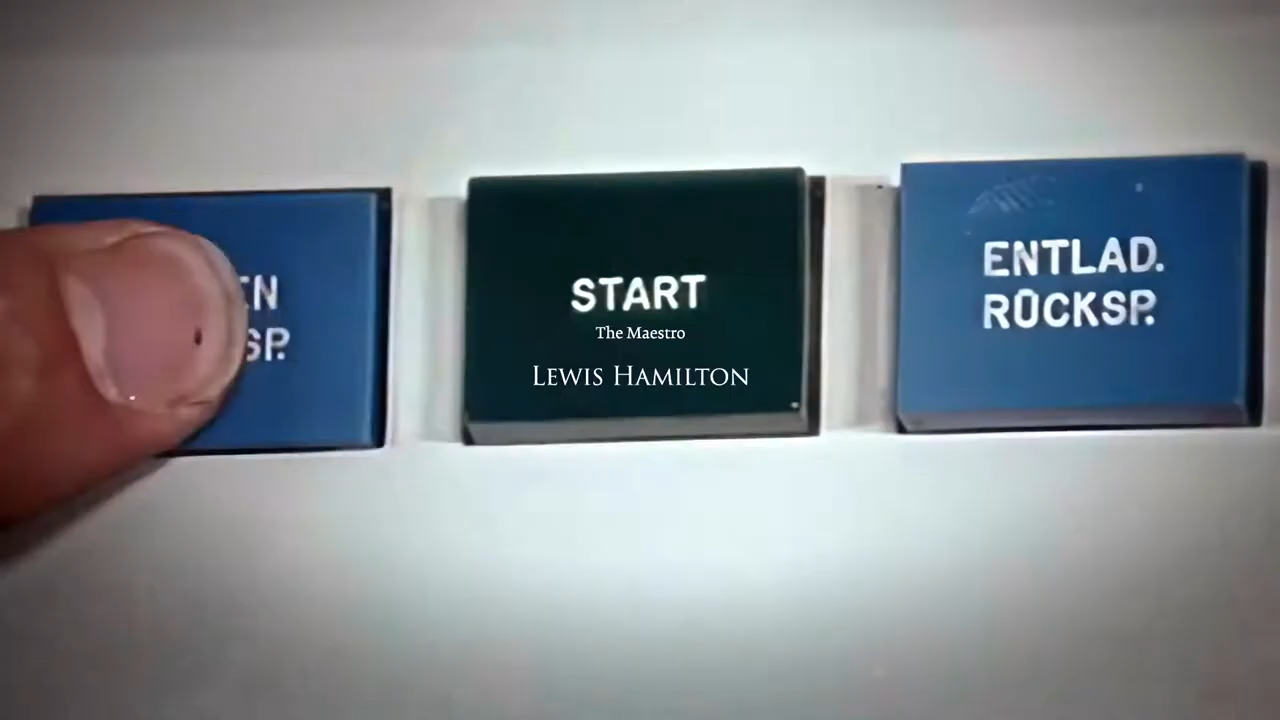 START
The Maestro
LEWIS HAMILTON
ENTLAD.
RÜCKSP.